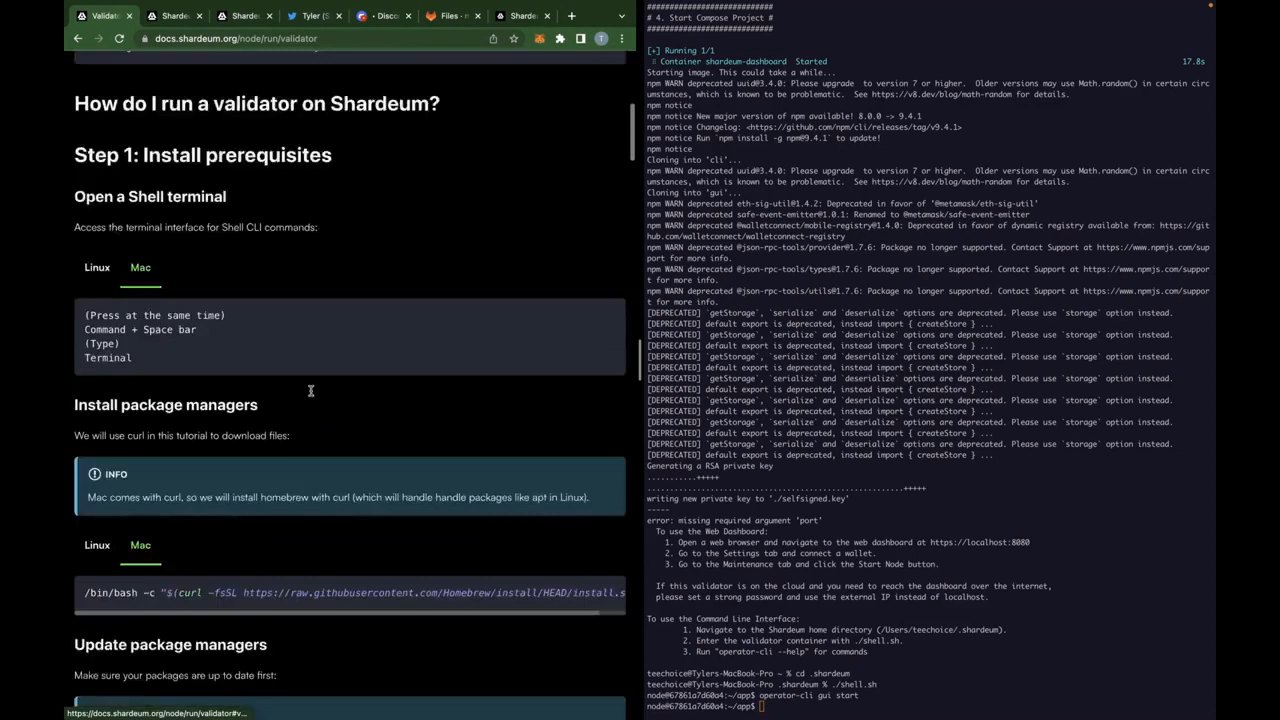 Validato
Shardeu
Sharde
Tyler (S
• Discor
Files · m
Sharde
docs.shardeum.org/node/run/validator
T
How do I run a validator on Shardeum?
Step 1: Install prerequisites
Open a Shell terminal
Access the terminal interface for Shell CLI commands:
Linux Mac
(Press at the same time)
Command + Space bar
(Type)
Terminal
Install package managers
We will use curl in this tutorial to download files:
INFO
Mac comes with curl, so we will install homebrew with curl (which will handle handle packages like apt in Linux).
Linux Mac
/bin/bash -c "$(curl -fsSL https://raw.githubusercontent.com/Homebrew/install/HEAD/install.s
Update package managers
Make sure your packages are up to date first:
https://docs.shardeum.org/node/run/validator#v...
############################
# 4. Start Compose Project #
############################
[+] Running 1/1
⠿ Container shardeum-dashboard Started 17.8s
Starting image. This could take a while...
npm WARN deprecated uuid@3.4.0: Please upgrade  to version 7 or higher.  Older versions may use Math.random() in certain circ
umstances, which is known to be problematic.  See https://v8.dev/blog/math-random for details.
npm notice
npm notice New major version of npm available! 8.0.0 -> 9.4.1
npm notice Changelog: <https://github.com/npm/cli/releases/tag/v9.4.1>
npm notice Run `npm install -g npm@9.4.1` to update!
npm notice
Cloning into 'cli'...
npm WARN deprecated uuid@3.4.0: Please upgrade  to version 7 or higher.  Older versions may use Math.random() in certain circ
umstances, which is known to be problematic.  See https://v8.dev/blog/math-random for details.
Cloning into 'gui'...
npm WARN deprecated eth-sig-util@1.4.2: Deprecated in favor of '@metamask/eth-sig-util'
npm WARN deprecated safe-event-emitter@1.0.1: Renamed to @metamask/safe-event-emitter
npm WARN deprecated @walletconnect/mobile-registry@1.4.0: Deprecated in favor of dynamic registry available from: https://git
hub.com/walletconnect/walletconnect-registry
npm WARN deprecated @json-rpc-tools/provider@1.7.6: Package no longer supported. Contact Support at https://www.npmjs.com/sup
port for more info.
npm WARN deprecated @json-rpc-tools/types@1.7.6: Package no longer supported. Contact Support at https://www.npmjs.com/suppor
t for more info.
npm WARN deprecated @json-rpc-tools/utils@1.7.6: Package no longer supported. Contact Support at https://www.npmjs.com/suppor
t for more info.
[DEPRECATED] `getStorage`, `serialize` and `deserialize` options are deprecated. Please use `storage` option instead.
[DEPRECATED] default export is deprecated, instead import { createStore } ...
[DEPRECATED] `getStorage`, `serialize` and `deserialize` options are deprecated. Please use `storage` option instead.
[DEPRECATED] default export is deprecated, instead import { createStore } ...
[DEPRECATED] `getStorage`, `serialize` and `deserialize` options are deprecated. Please use `storage` option instead.
[DEPRECATED] default export is deprecated, instead import { createStore } ...
[DEPRECATED] `getStorage`, `serialize` and `deserialize` options are deprecated. Please use `storage` option instead.
[DEPRECATED] default export is deprecated, instead import { createStore } ...
[DEPRECATED] `getStorage`, `serialize` and `deserialize` options are deprecated. Please use `storage` option instead.
[DEPRECATED] default export is deprecated, instead import { createStore } ...
[DEPRECATED] `getStorage`, `serialize` and `deserialize` options are deprecated. Please use `storage` option instead.
[DEPRECATED] default export is deprecated, instead import { createStore } ...
[DEPRECATED] `getStorage`, `serialize` and `deserialize` options are deprecated. Please use `storage` option instead.
[DEPRECATED] default export is deprecated, instead import { createStore } ...
Generating a RSA private key
...........+++++
.......................................................+++++
writing new private key to './selfsigned.key'
-----
error: missing required argument 'port'
To use the Web Dashboard:
1. Open a web browser and navigate to the web dashboard at https://localhost:8080
2. Go to the Settings tab and connect a wallet.
3. Go to the Maintenance tab and click the Start Node button.
If this validator is on the cloud and you need to reach the dashboard over the internet,
please set a strong password and use the external IP instead of localhost.
To use the Command Line Interface:
1. Navigate to the Shardeum home directory (/Users/teechoice/.shardeum).
2. Enter the validator container with ./shell.sh.
3. Run "operator-cli --help" for commands
teechoice@Tylers-MacBook-Pro ~ % cd .shardeum
teechoice@Tylers-MacBook-Pro .shardeum % ./shell.sh
node@67861a7d60a4:~/app$ operator-cli gui start
node@67861a7d60a4:~/app$